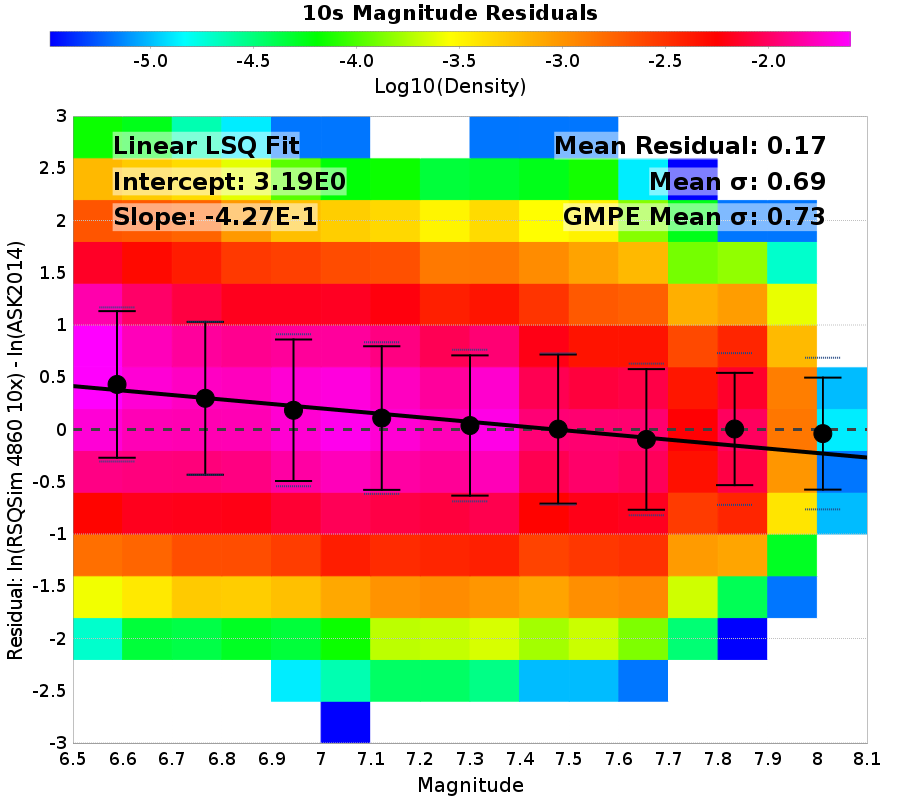 10s Magnitude Residuals
-5.0 -4.5 -4.0 -3.5 -3.0 -2.5 -2.0
Log10(Density)
Linear LSQ Fit
Intercept: 3.19E0
Slope: -4.27E-1
Mean Residual: 0.17
Mean σ: 0.69
GMPE Mean σ: 0.73
Residual: ln(RSQSim 4860 10x) - ln(ASK2014)
3
2.5
2
1.5
1
0.5
0
-0.5
-1
-1.5
-2
-2.5
-3
6.5 6.6 6.7 6.8 6.9 7 7.1 7.2 7.3 7.4 7.5 7.6 7.7 7.8 7.9 8 8.1
Magnitude